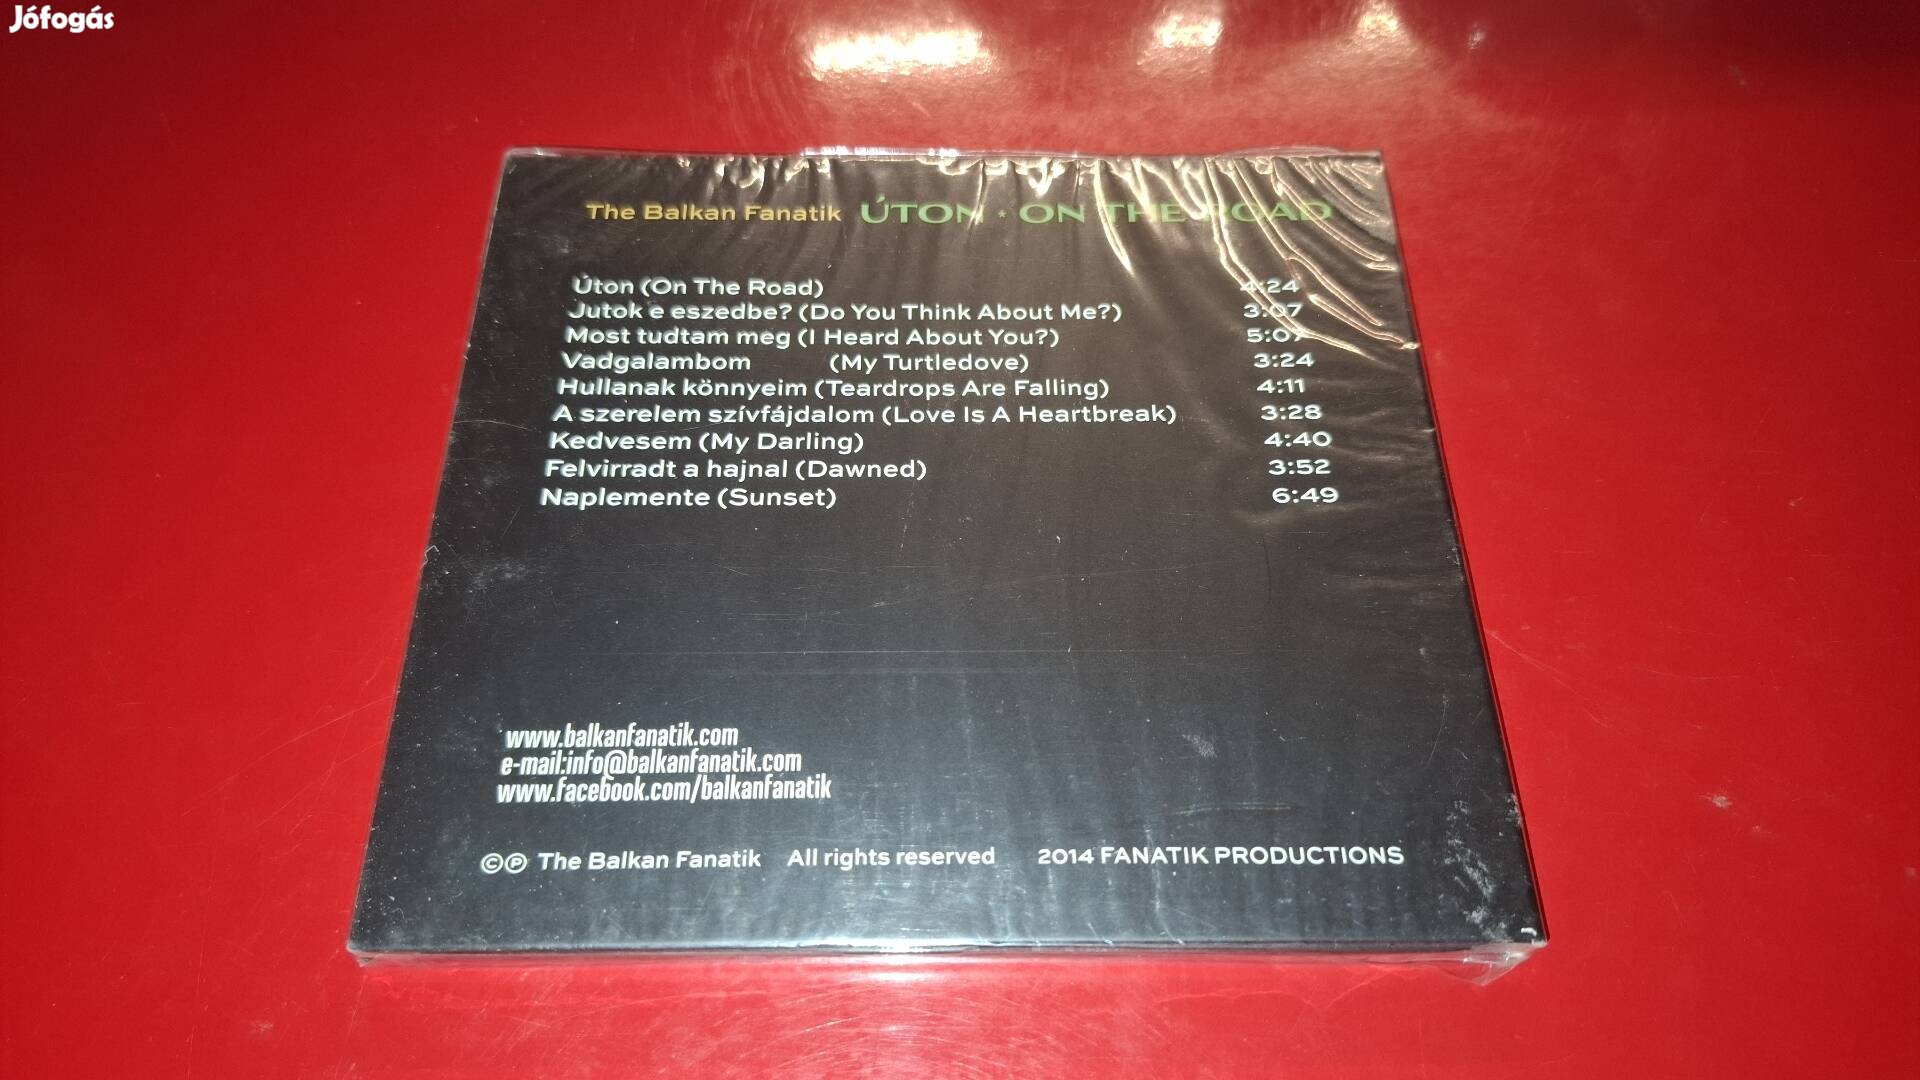 Jófogás
The Balkan Fanatik ÚTON * ON THE ROAD
Úton (On The Road) 4:24
Jutok e eszedbe? (Do You Think About Me?) 3:07
Most tudtam meg (I Heard About You?) 5:07
Vadgalambom (My Turtledove) 3:24
Hullanak könnyeim (Teardrops Are Falling) 4:11
A szerelem szívfájdalom (Love Is A Heartbreak) 3:28
Kedvesem (My Darling) 4:40
Felvirradt a hajnal (Dawned) 3:52
Naplemente (Sunset) 6:49
www.balkanfanatik.com
e-mail:info@balkanfanatik.com
www.facebook.com/balkanfanatik
©℗ The Balkan Fanatik All rights reserved 2014 FANATIK PRODUCTIONS